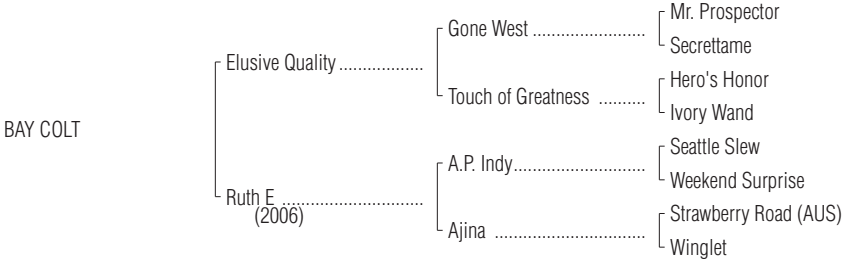 Mr. Prospector
Gone West ........................
Secrettame
Elusive Quality ..................
Hero's Honor
Touch of Greatness ..........
Ivory Wand
BAY COLT
Seattle Slew
A.P. Indy............................
Weekend Surprise
Ruth E ..............................
(2006)
Strawberry Road (AUS)
Ajina ................................
Winglet